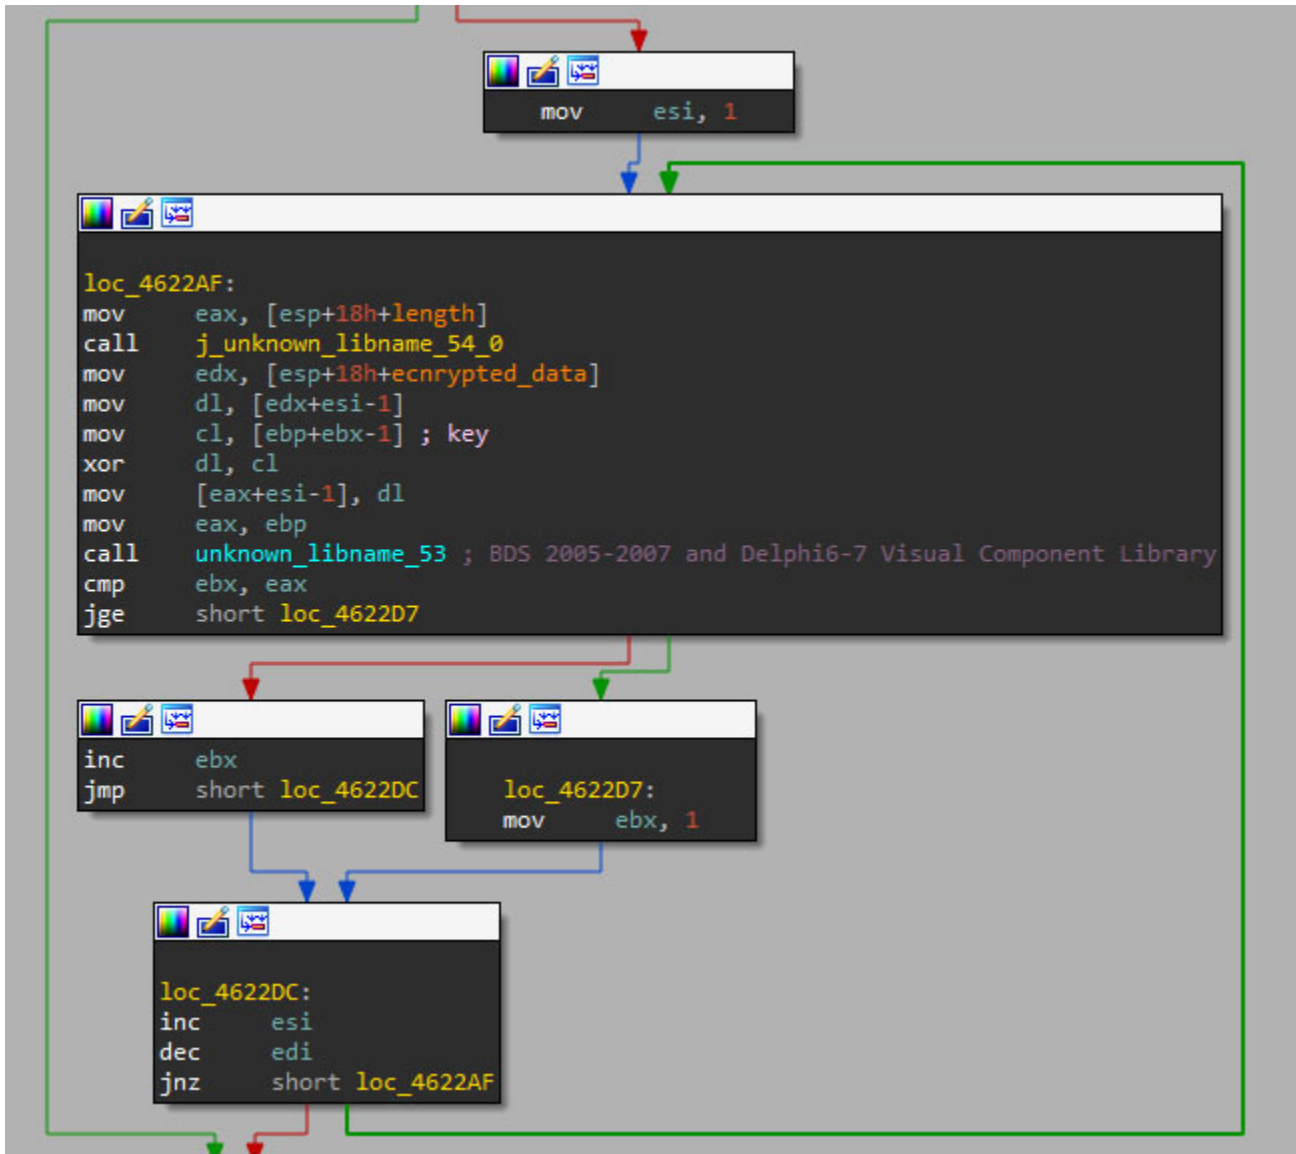 mov esi, 1
loc_4622AF:
mov eax, [esp+18h+length]
call j_unknown_libname_54_0
mov edx, [esp+18h+ecnrypted_data]
mov dl, [edx+esi-1]
mov cl, [ebp+ebx-1] ; key
xor dl, cl
mov [eax+esi-1], dl
mov eax, ebp
call unknown_libname_53 ; BDS 2005-2007 and Delphi6-7 Visual Component Library
cmp ebx, eax
jge short loc_4622D7
inc ebx
jmp short loc_4622DC
loc_4622D7:
mov ebx, 1
loc_4622DC:
inc esi
dec edi
jnz short loc_4622AF